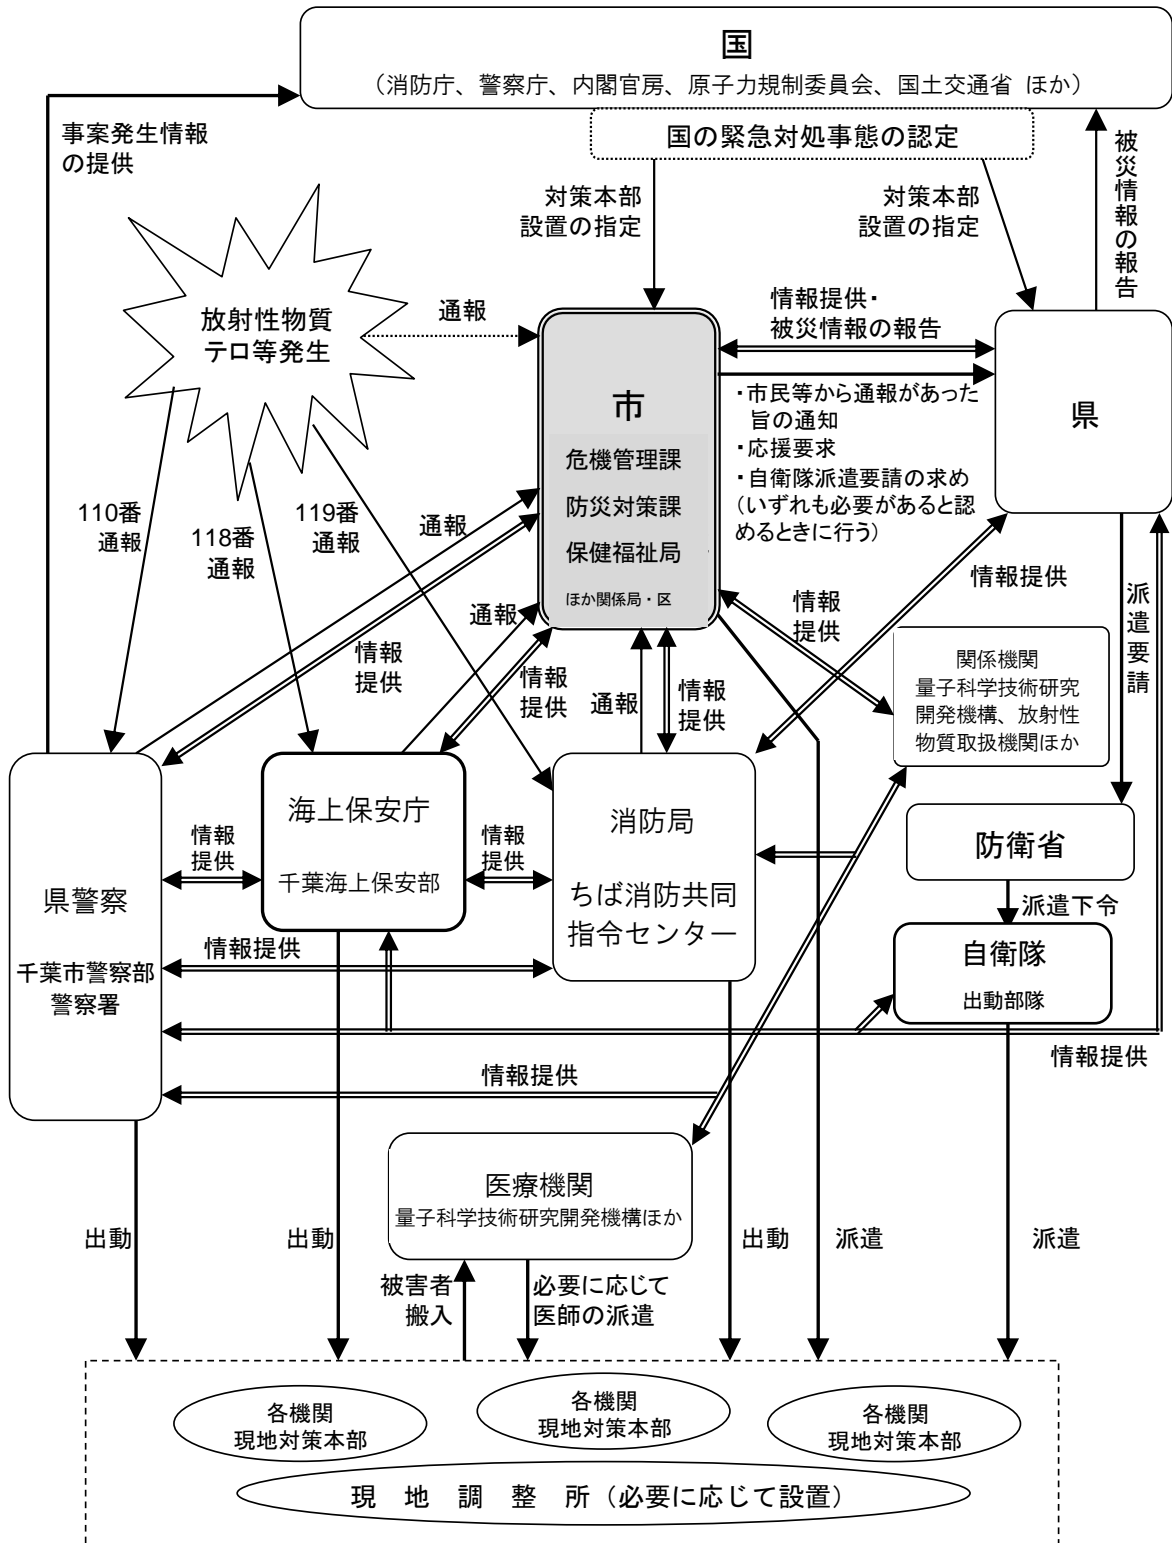 国
（消防庁、警察庁、内閣官房、原子力規制委員会、国土交通省 ほか）
国の緊急対処事態の認定
事案発生情報
の提供
対策本部
設置の指定
対策本部
設置の指定
被災情報の報告
放射性物質
テロ等発生
通報
情報提供・
被災情報の報告
市
危機管理課
防災対策課
保健福祉局
ほか関係局・区
・市民等から通報があった
旨の通知
・応援要求
・自衛隊派遣要請の求め
（いずれも必要があると認
めるときに行う）
県
110番
通報
118番
通報
119番
通報
通報
通報
通報
情報
提供
情報
提供
情報
提供
情報
提供
情報提供
派遣要請
関係機関
量子科学技術研究
開発機構、放射性
物質取扱機関ほか
県警察
千葉市警察部
警察署
情報
提供
海上保安庁
千葉海上保安部
情報
提供
消防局
ちば消防共同
指令センター
防衛省
派遣下令
自衛隊
出動部隊
情報提供
情報提供
情報提供
医療機関
量子科学技術研究開発機構ほか
出動
出動
被害者
搬入
必要に応じて
医師の派遣
出動
派遣
派遣
各機関
現地対策本部
各機関
現地対策本部
各機関
現地対策本部
現 地 調 整 所（必要に応じて設置）